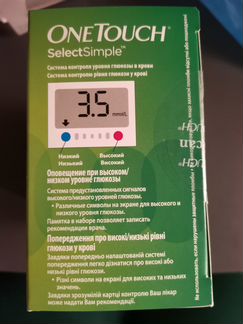 ONETOUCH
SelectSimple™
Система контроля уровня глюкозы в крови
Система контролю рівня глюкози у крові
3.5
mmol/L
Низкий Высокий
Низький Високий
Оповещение при высоком/
низком уровне глюкозы
Система предустановленных сигналов
высокого/низкого уровня глюкозы.
• Различные символы на экране для высокого и
низкого уровня глюкозы.
Памятка в наборе позволяет записать
рекомендации врача.
Попередження про високі/низькі рівні
глюкози у крові
Завдяки попередньо налаштованій системі
попередження легко дізнатися про високі або
низькі рівні глюкози.
• Різні символи на екрані для високих та низьких
значень.
Завдяки зрозумілій картці контролю Ваш лікар
може надати Вам рекомендації.